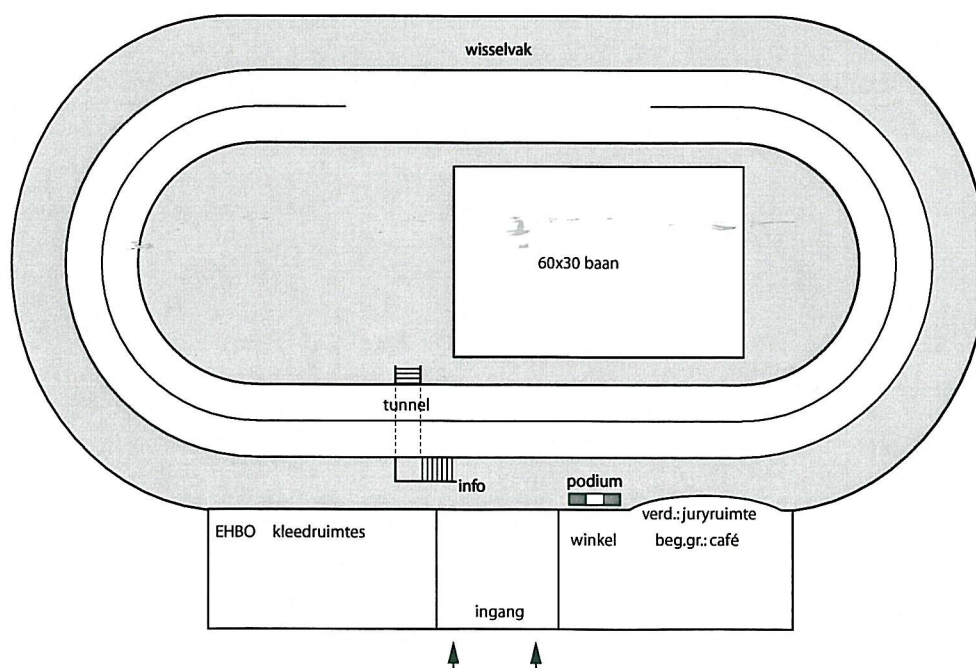 wisselvak
60x30 baan
tunnel
info
podium
EHBO kleedruimtes
winkel
verd.: juryruimte
beg.gr.: café
ingang